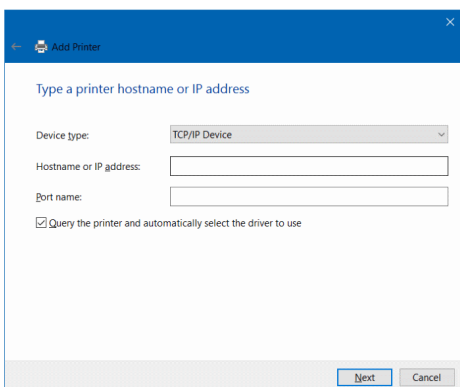 Add Printer
Type a printer hostname or IP address
Device type: TCP/IP Device
Hostname or IP address:
Port name:
Query the printer and automatically select the driver to use
Next Cancel